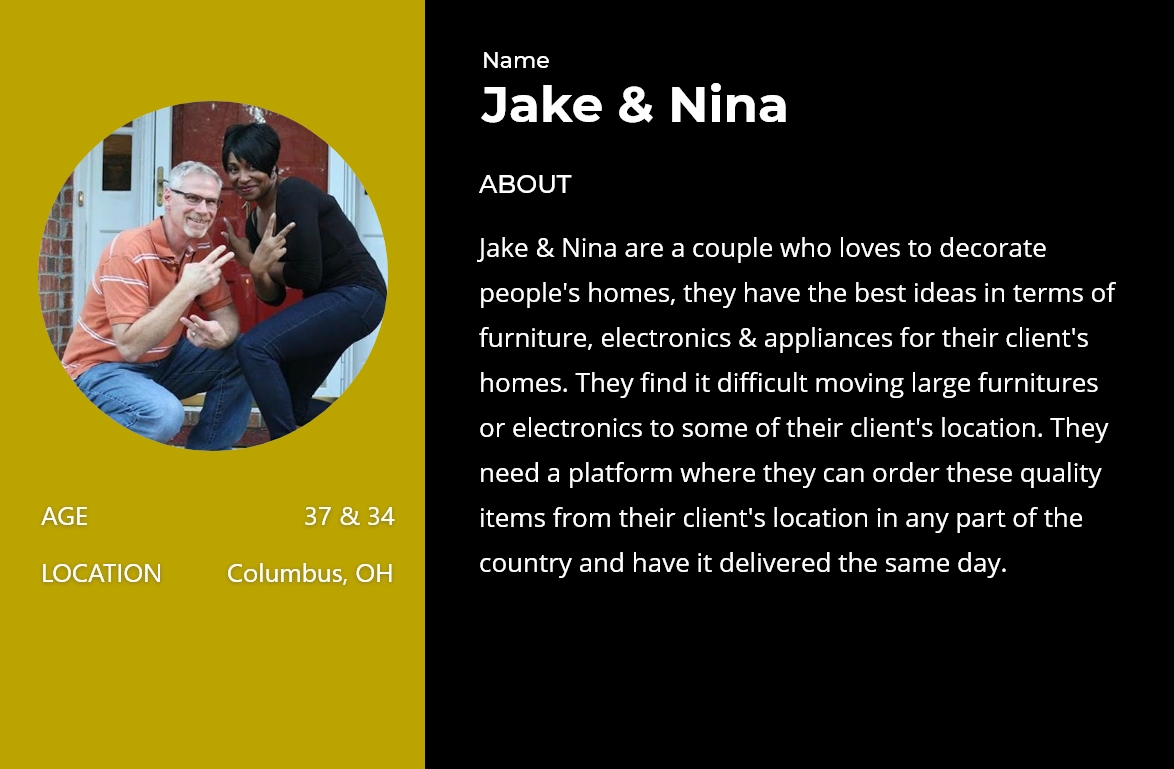 Name
Jake & Nina
ABOUT
Jake & Nina are a couple who loves to decorate
people's homes, they have the best ideas in terms of
furniture, electronics & appliances for their client's
homes. They find it difficult moving large furnitures
or electronics to some of their client's location. They
need a platform where they can order these quality
items from their client's location in any part of the
country and have it delivered the same day.
AGE 37 & 34
LOCATION Columbus, OH